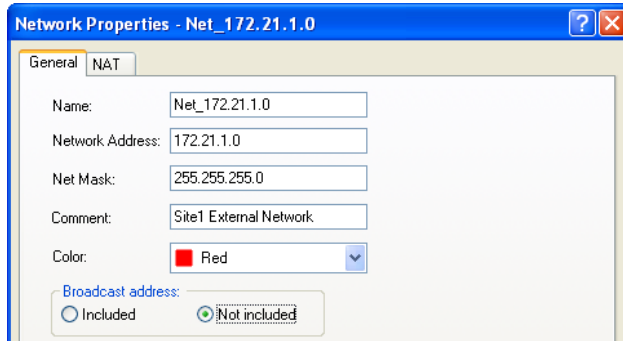 Network Properties - Net_172.21.1.0
General NAT
Name: Net_172.21.1.0
Network Address: 172.21.1.0
Net Mask: 255.255.255.0
Comment: Site1 External Network
Color: Red
Broadcast address:
Included Not included